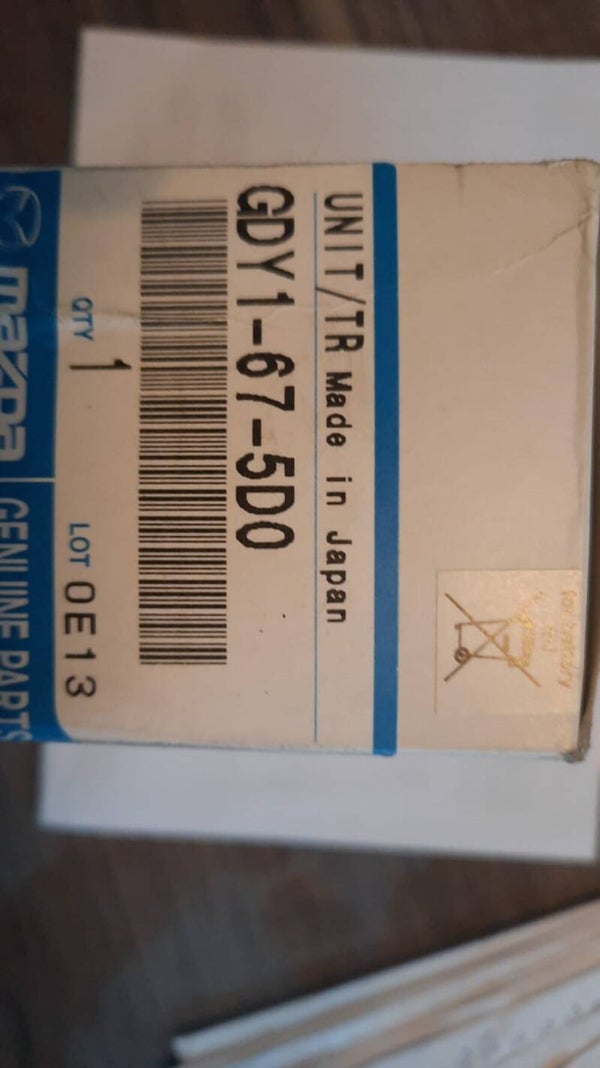 UNIT/TR Made in Japan
GDY1-67-5D0
QTY 1 LOT 0E13
mazda | GENUINE PARTS